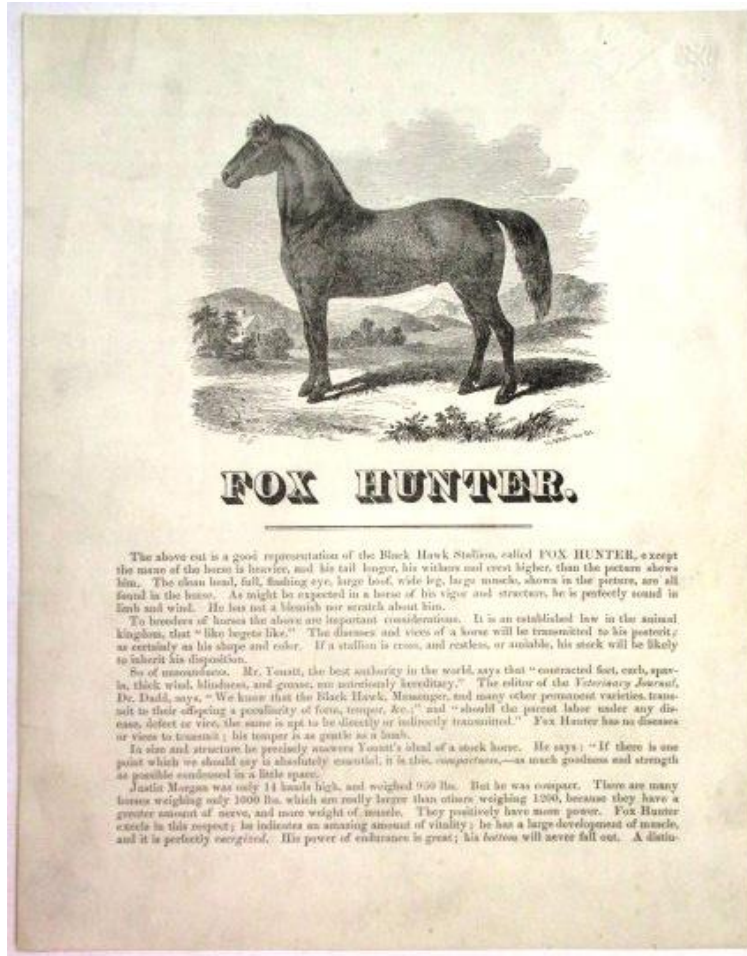 FOX HUNTER.
The above cut is a good representation of the Black Hawk Stallion, called FOX HUNTER, except
the mane of the horse is heavier, and his tail longer, his withers and crest higher, than the picture shows
him. The clean head, full, flashing eye, large hoof, wide leg, large muscle, shown in the picture, are all
found in the horse. As might be expected in a horse of his vigor and structure, he is perfectly sound in
limb and wind. He has not a blemish nor scratch about him.
To breeders of horses the above are important considerations. It is an established law in the animal
kingdom, that "like begets like." The diseases and vices of a horse will be transmitted to his posterity
as certainly as his shape and color. If a stallion is cross, and restless, or amiable, his stock will be likely
to inherit his disposition.
So of unsoundness. Mr. Youatt, the best authority in the world, says that "contracted feet, curb, spav-
in, thick wind, blindness, and grease, are notoriously hereditary." The editor of the Veterinary Journal,
Dr. Dadd, says, "We know that the Black Hawk, Messenger, and many other permanent varieties, trans-
mit to their offspring a peculiarity of form, temper, &c.;" and "should the parent labor under any dis-
ease, defect or vice, the same is apt to be directly or indirectly transmitted." Fox Hunter has no diseases
or vices to transmit; his temper is as gentle as a lamb.
In size and structure he precisely answers Youatt's ideal of a stock horse. He says: "If there is one
point which we should say is absolutely essential, it is this, compactness,—as much goodness and strength
as possible condensed in a little space.
Justin Morgan was only 14 hands high, and weighed 950 lbs. But he was compact. There are many
horses weighing only 1000 lbs. which are really larger than others weighing 1200, because they have a
greater amount of nerve, and more weight of muscle. They positively have more power. Fox Hunter
excels in this respect; he indicates an amazing amount of vitality; he has a large development of muscle,
and it is perfectly energized. His power of endurance is great; his bottom will never fall out. A distin-